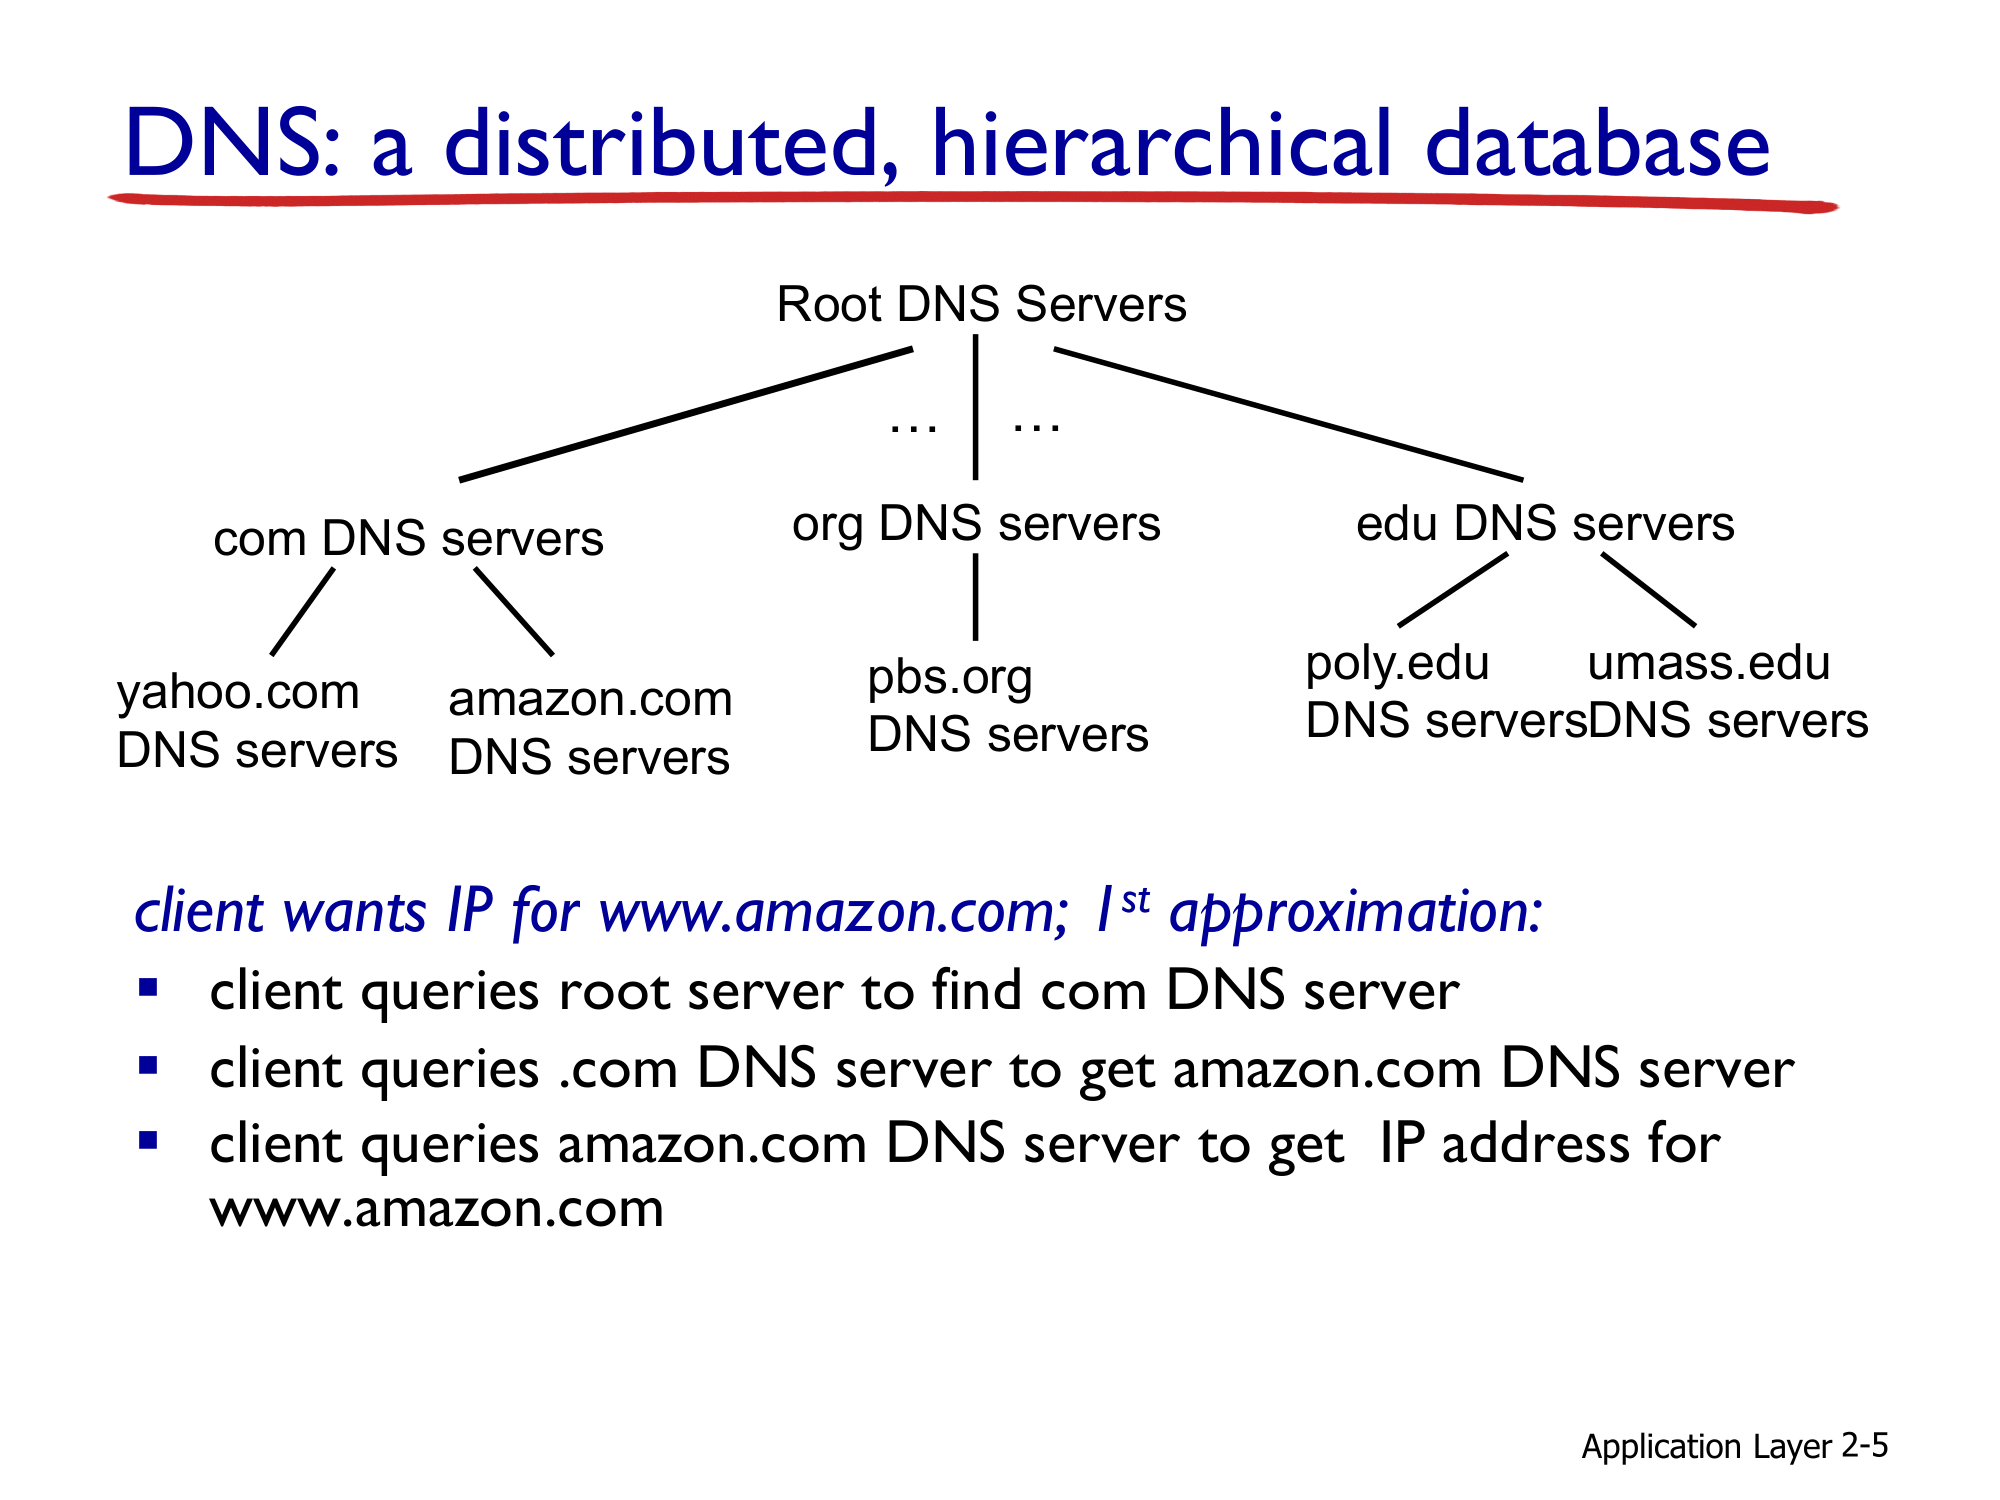 DNS: a distributed, hierarchical database
Root DNS Servers
… …
com DNS servers
org DNS servers
edu DNS servers
yahoo.com
DNS servers
amazon.com
DNS servers
pbs.org
DNS servers
poly.edu
DNS servers
umass.edu
DNS servers
client wants IP for www.amazon.com; 1st approximation:
▪ client queries root server to find com DNS server
▪ client queries .com DNS server to get amazon.com DNS server
▪ client queries amazon.com DNS server to get IP address for
www.amazon.com
Application Layer 2-5